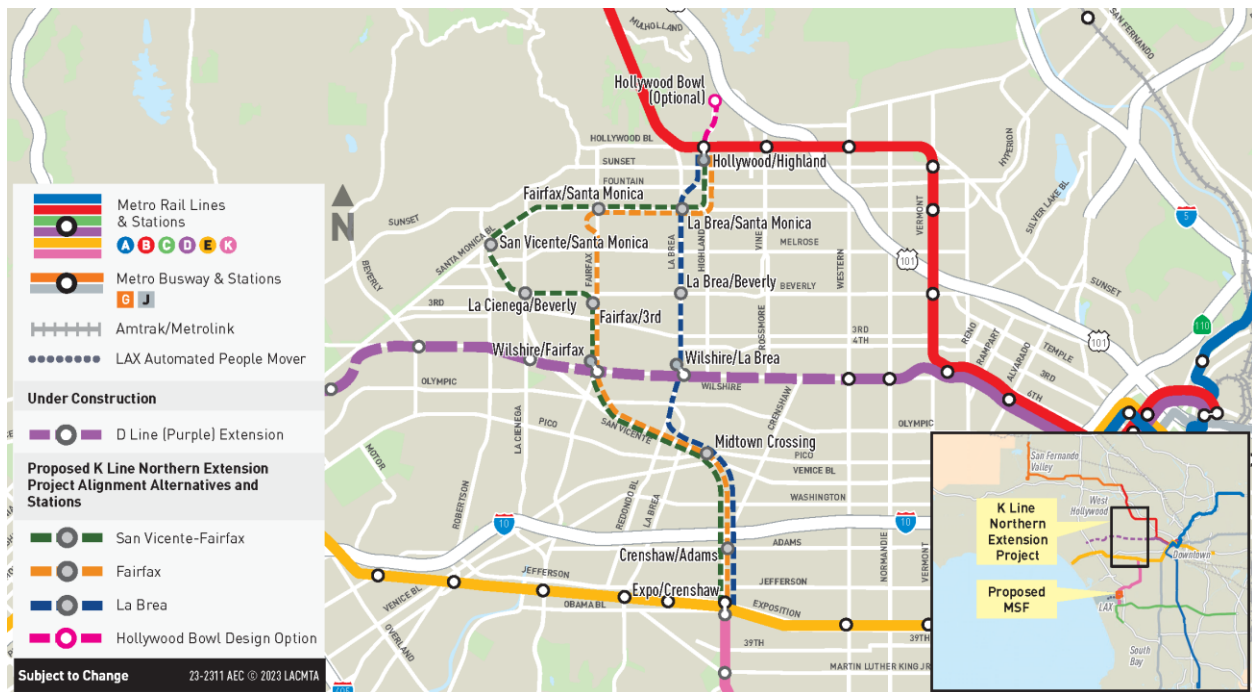 MULHOLLAND
101
SAN FERNANDO
Hollywood Bowl
(Optional)
HOLLYWOOD BL
HYPERION
SUNSET
Hollywood/Highland
FOUNTAIN
SILVER LAKE BL
Fairfax/Santa Monica
VERMONT
5
SUNSET
La Brea/Santa Monica
SANTA MONICA BL
San Vicente/Santa Monica
MELROSE
BEVERLY
FAIRFAX
LA BREA
HIGHLAND
VINE
WESTERN
101
La Brea/Beverly
BEVERLY
SUNSET
3RD
La Cienega/Beverly
Fairfax/3rd
ROSSMORE
3RD
4TH
RENO
RAMPART
ALVARADO
TEMPLE
101
110
Wilshire/Fairfax
Wilshire/La Brea
3RD
6TH
OLYMPIC
WILSHIRE
LA CIENEGA
PICO
SAN VICENTE
CRENSHAW
OLYMPIC
Midtown Crossing
PICO
VENICE BL
MOTOR
ROBERTSON
REDONDO BL
LA BREA
WASHINGTON
10
10
ADAMS
Crenshaw/Adams
NORMANDIE
VERMONT
JEFFERSON
JEFFERSON
Expo/Crenshaw
VENICE BL
OBAMA BL
EXPOSITION
OVERLAND
39TH
39TH
MARTIN LUTHER KING JR
405
N
Metro Rail Lines
& Stations
A B C D E K
Metro Busway & Stations
G J
Amtrak/Metrolink
LAX Automated People Mover
Under Construction
D Line (Purple) Extension
Proposed K Line Northern Extension
Project Alignment Alternatives and
Stations
San Vicente-Fairfax
Fairfax
La Brea
Hollywood Bowl Design Option
Subject to Change
23-2311 AEC © 2023 LACMTA
San Fernando
Valley
West
Hollywood
K Line
Northern
Extension
Project
Downtown
Proposed
MSF
LAX
South
Bay